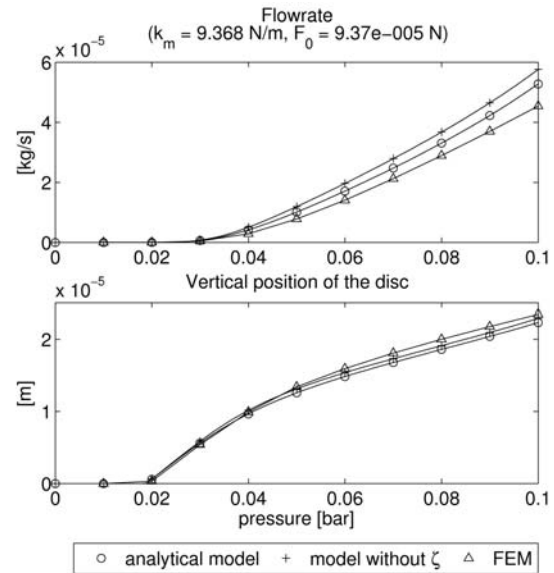 Flowrate
(k_m = 9.368 N/m, F_0 = 9.37e−005 N)
x 10^-5
6
4
2
0
[kg/s]
0 0.02 0.04 0.06 0.08 0.1
Vertical position of the disc
x 10^-5
2
1
0
[m]
0 0.02 0.04 0.06 0.08 0.1
pressure [bar]
analytical model model without ζ FEM